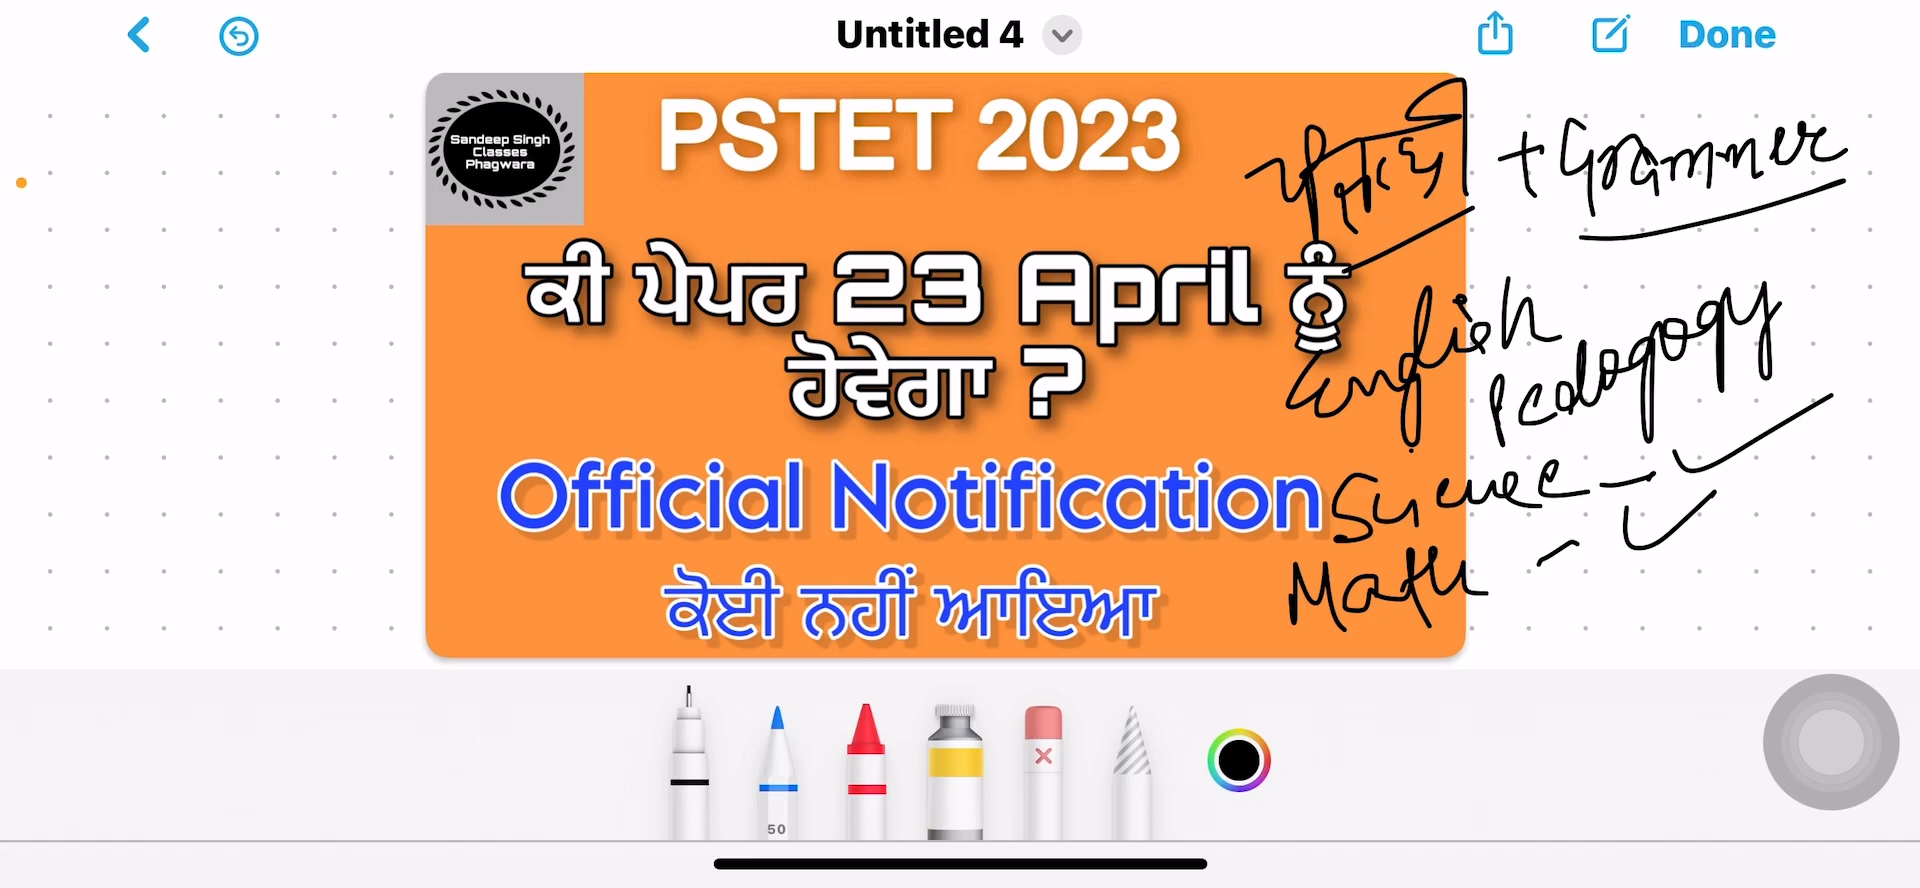 Untitled 4
Done
Sandeep Singh
Classes
Phagwara
PSTET 2023
ਕੀ ਪੇਪਰ 23 April ਨੂੰ
ਹੋਵੇਗਾ ?
Official Notification
ਕੋਈ ਨਹੀਂ ਆਇਆ
+ Grammer
English
Pedagogy
Science
Math
50